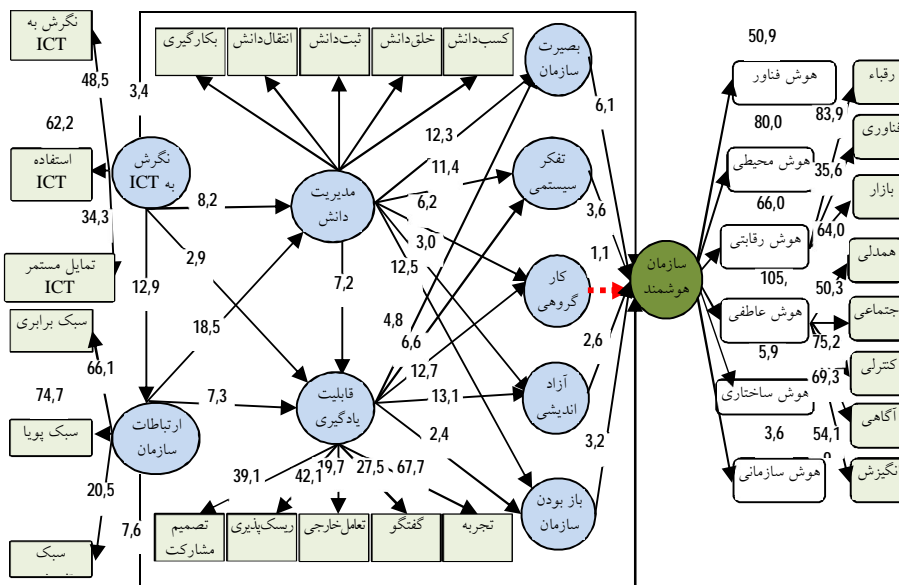 نگرش به
ICT
48,5
62,2
استفاده
ICT
34,3
تمایل مستمر
ICT
سبک برابری
66,1
74,7
سبک پویا
20,5
سبک
3,4
نگرش
به ICT
8,2
2,9
12,9
18,5
7,3
ارتباطات
سازمان
7,6
بکارگیری
انتقال‌دانش
ثبت‌دانش
خلق‌دانش
کسب‌دانش
مدیریت
دانش
7,2
قابلیت
یادگیری
12,3
11,4
6,2
3,0
12,5
4,8
6,6
12,7
13,1
2,4
39,1
42,1
19,7
27,5
67,7
تصمیم
مشارکت
ریسک‌پذیری
تعامل‌خارجی
گفتگو
تجربه
بصیرت
سازمان
تفکر
سیستمی
کار
گروهی
آزاد
اندیشی
باز بودن
سازمان
6,1
3,6
1,1
2,6
3,2
سازمان
هوشمند
50,9
هوش فناور
80,0
هوش محیطی
66,0
هوش رقابتی
105,
هوش عاطفی
5,9
هوش ساختاری
3,6
هوش سازمانی
83,9
35,6
64,0
50,3
75,2
69,3
54,1
رقباء
فناوری
بازار
همدلی
جتماعی
کنترلی
آگاهی
نگیزش